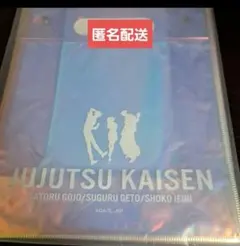 匿名配送
JUJUTSU KAISEN
SATORU GOJO/SUGURU GETO/SHOKO IEIRI